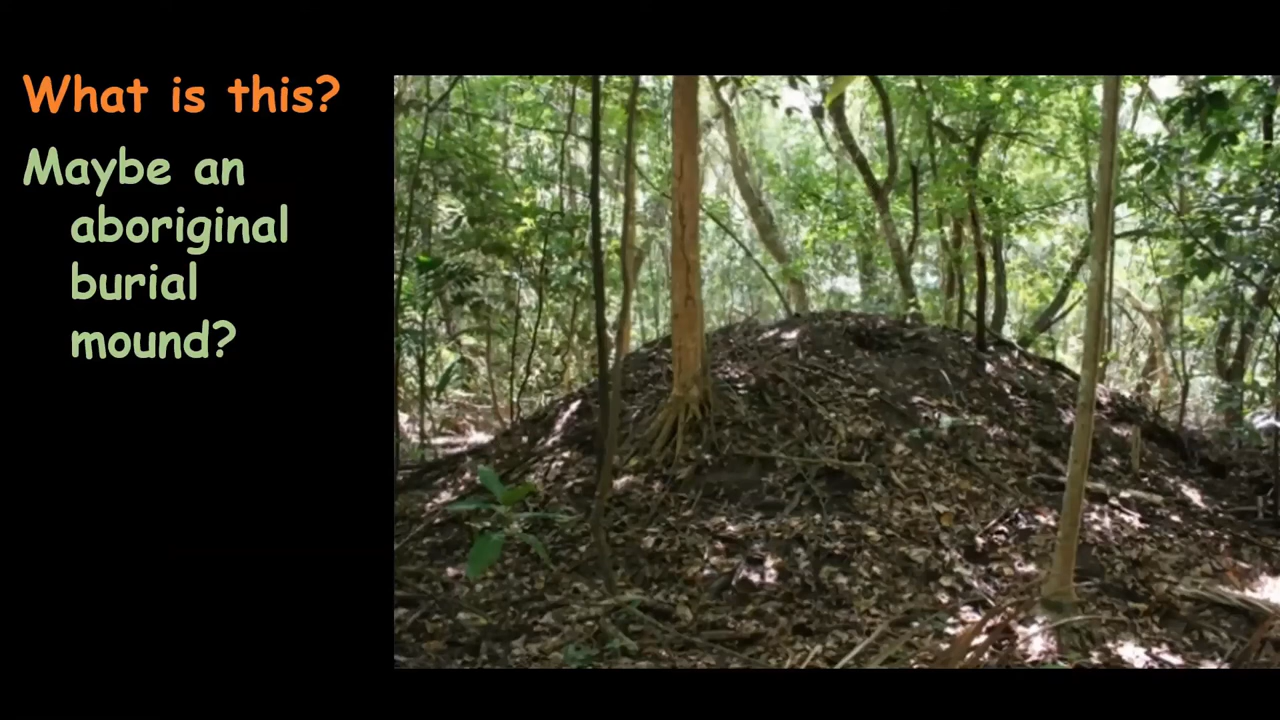 What is this?
Maybe an
aboriginal
burial
mound?